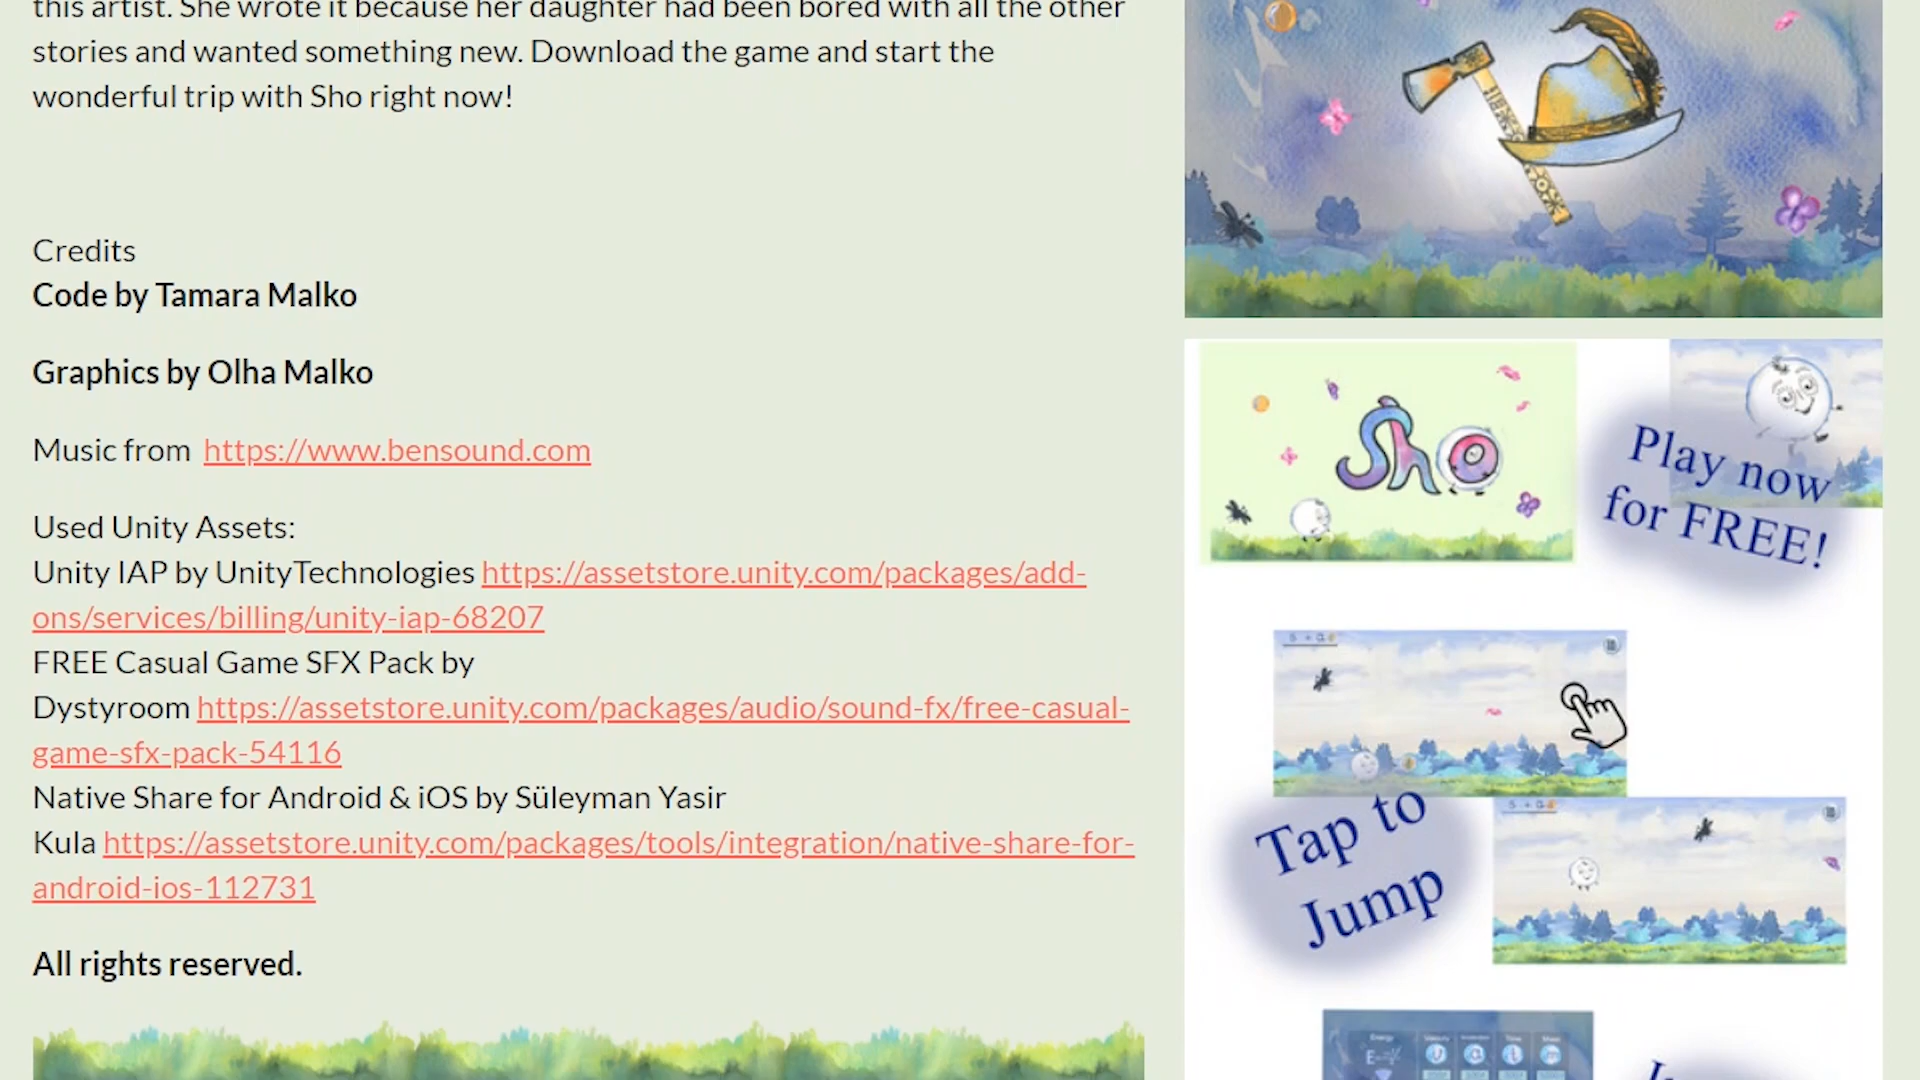 this artist. She wrote it because her daughter had been bored with all the other
stories and wanted something new. Download the game and start the
wonderful trip with Sho right now!
Credits
Code by Tamara Malko
Graphics by Olha Malko
Music from https://www.bensound.com
Used Unity Assets:
Unity IAP by UnityTechnologies https://assetstore.unity.com/packages/add-
ons/services/billing/unity-iap-68207
FREE Casual Game SFX Pack by
Dystyroom https://assetstore.unity.com/packages/audio/sound-fx/free-casual-
game-sfx-pack-54116
Native Share for Android & iOS by Süleyman Yasir
Kula https://assetstore.unity.com/packages/tools/integration/native-share-for-
android-ios-112731
All rights reserved.
Sho
Play now
for FREE!
Tap to
Jump
Energy